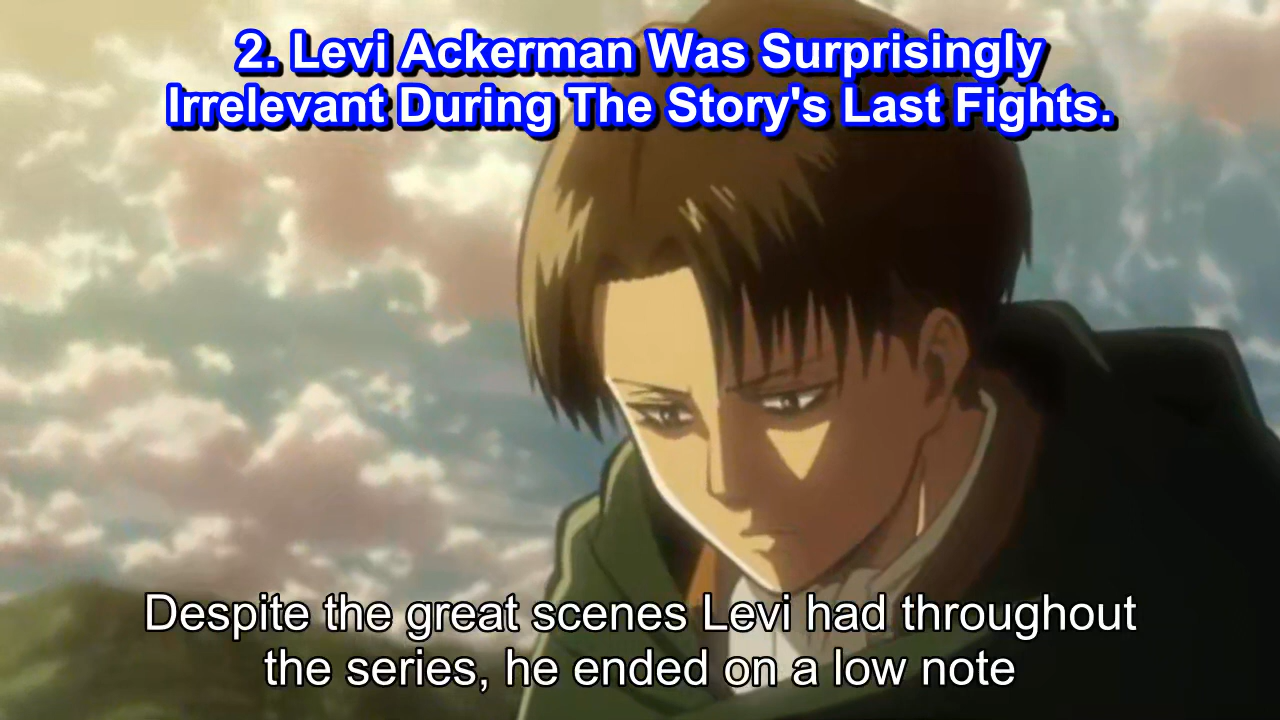 2. Levi Ackerman Was Surprisingly
Irrelevant During The Story's Last Fights.
Despite the great scenes Levi had throughout
the series, he ended on a low note